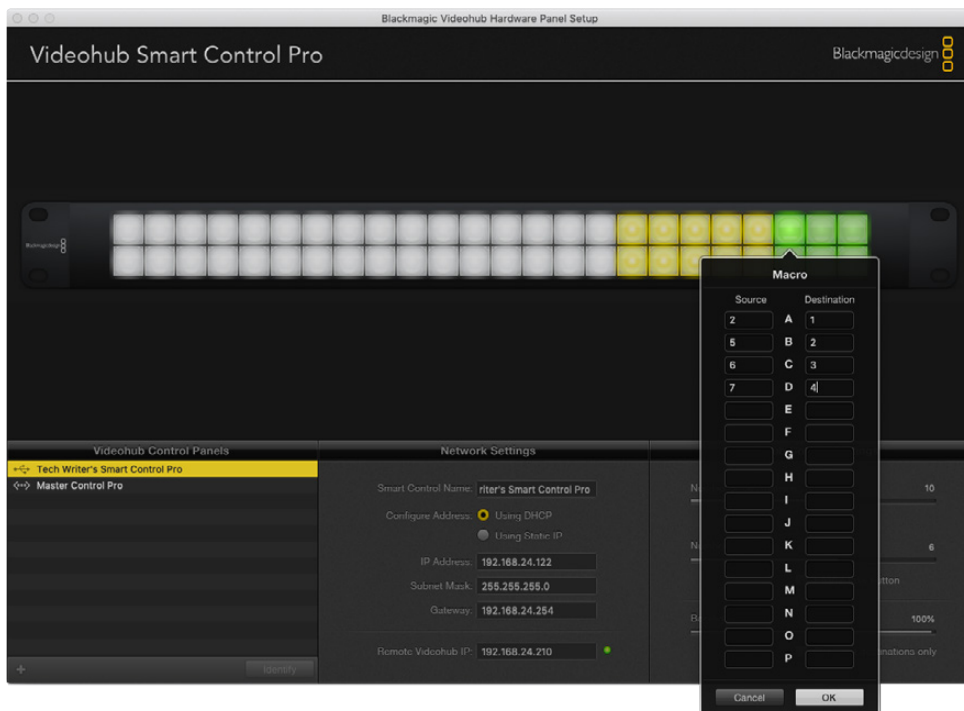 Blackmagic Videohub Hardware Panel Setup
Videohub Smart Control Pro
Blackmagicdesign
Blackmagicdesign
Macro
Source Destination
2 A 1
5 B 2
6 C 3
7 D 4
E
F
G
H
I
J
K
L
M
N
O
P
Cancel OK
Videohub Control Panels
Tech Writer's Smart Control Pro
Master Control Pro
Identify
Network Settings
Smart Control Name: riter's Smart Control Pro
Configure Address: Using DHCP
Using Static IP
IP Address: 192.168.24.122
Subnet Mask: 255.255.255.0
Gateway: 192.168.24.254
Remote Videohub IP: 192.168.24.210
10
6
100%
only